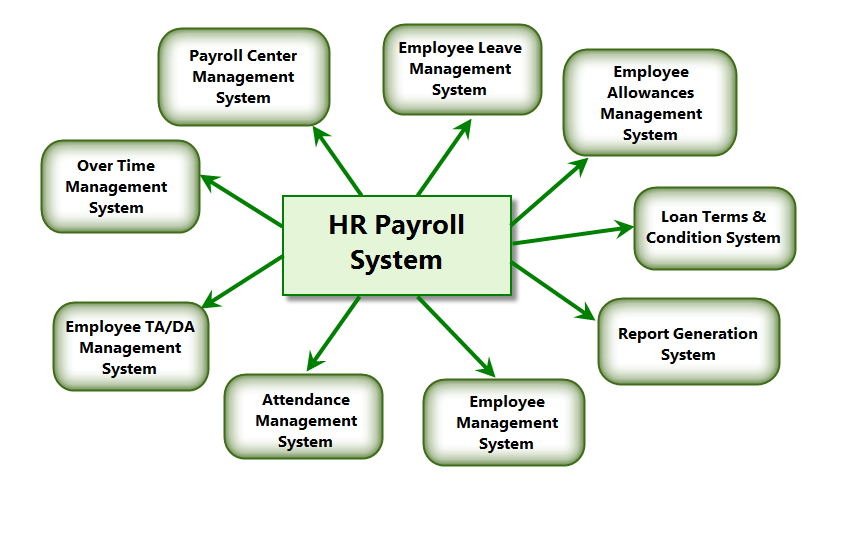 Payroll Center
Management
System
Employee Leave
Management
System
Employee
Allowances
Management
System
Over Time
Management
System
HR Payroll
System
Loan Terms &
Condition System
Employee TA/DA
Management
System
Report Generation
System
Attendance
Management
System
Employee
Management
System